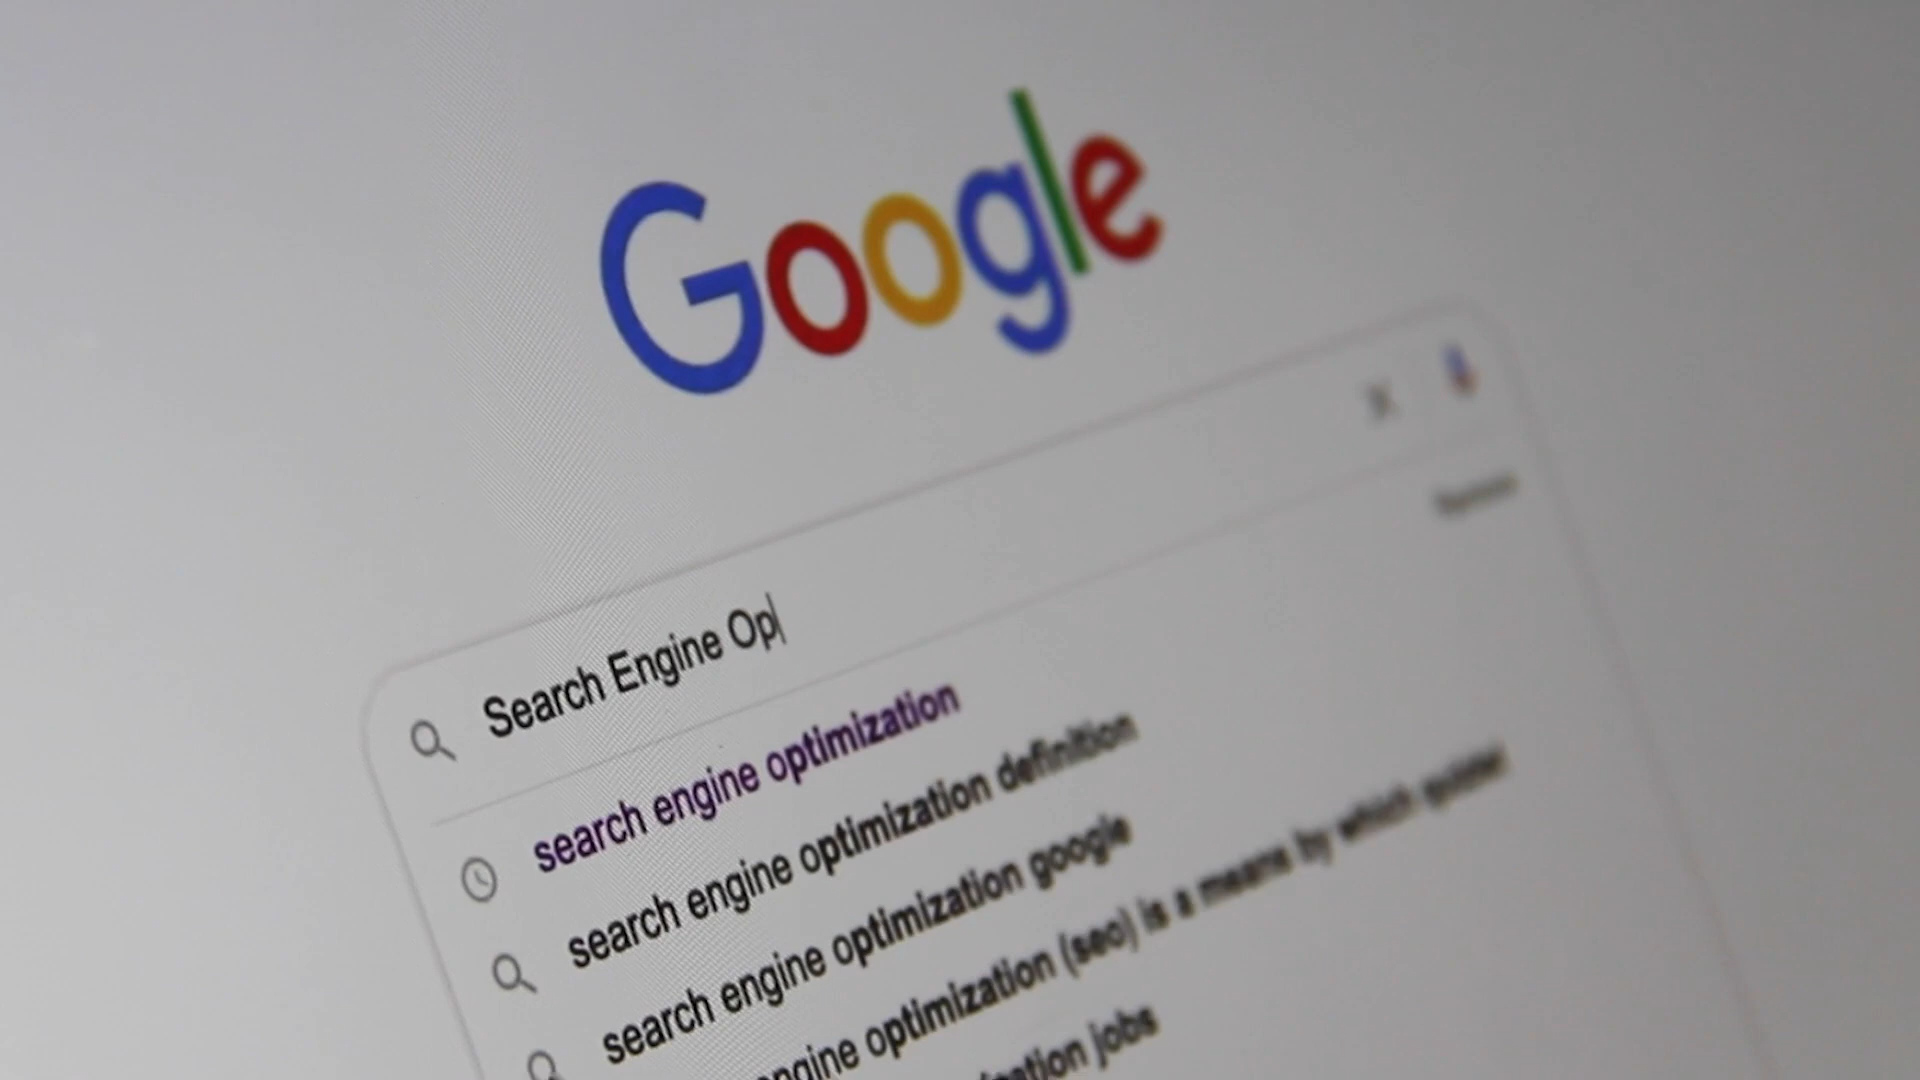 Google
Search Engine Op
search engine optimization
search engine optimization definition
search engine optimization google
engine optimization (seo) is a means by which
jobs